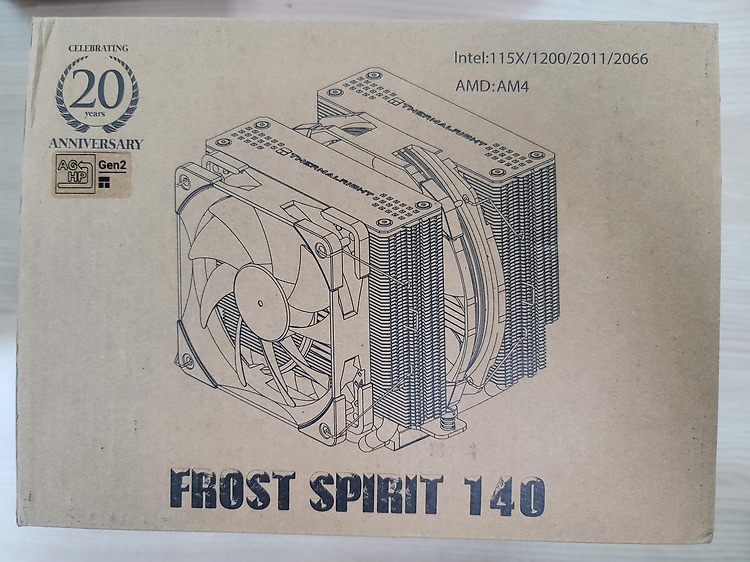 CELEBRATING
20
years
ANNIVERSARY
AG
HP
Gen2
Intel:115X/1200/2011/2066
AMD:AM4
THERMALRIGHT
THERMALRIGHT
FROST SPIRIT 140